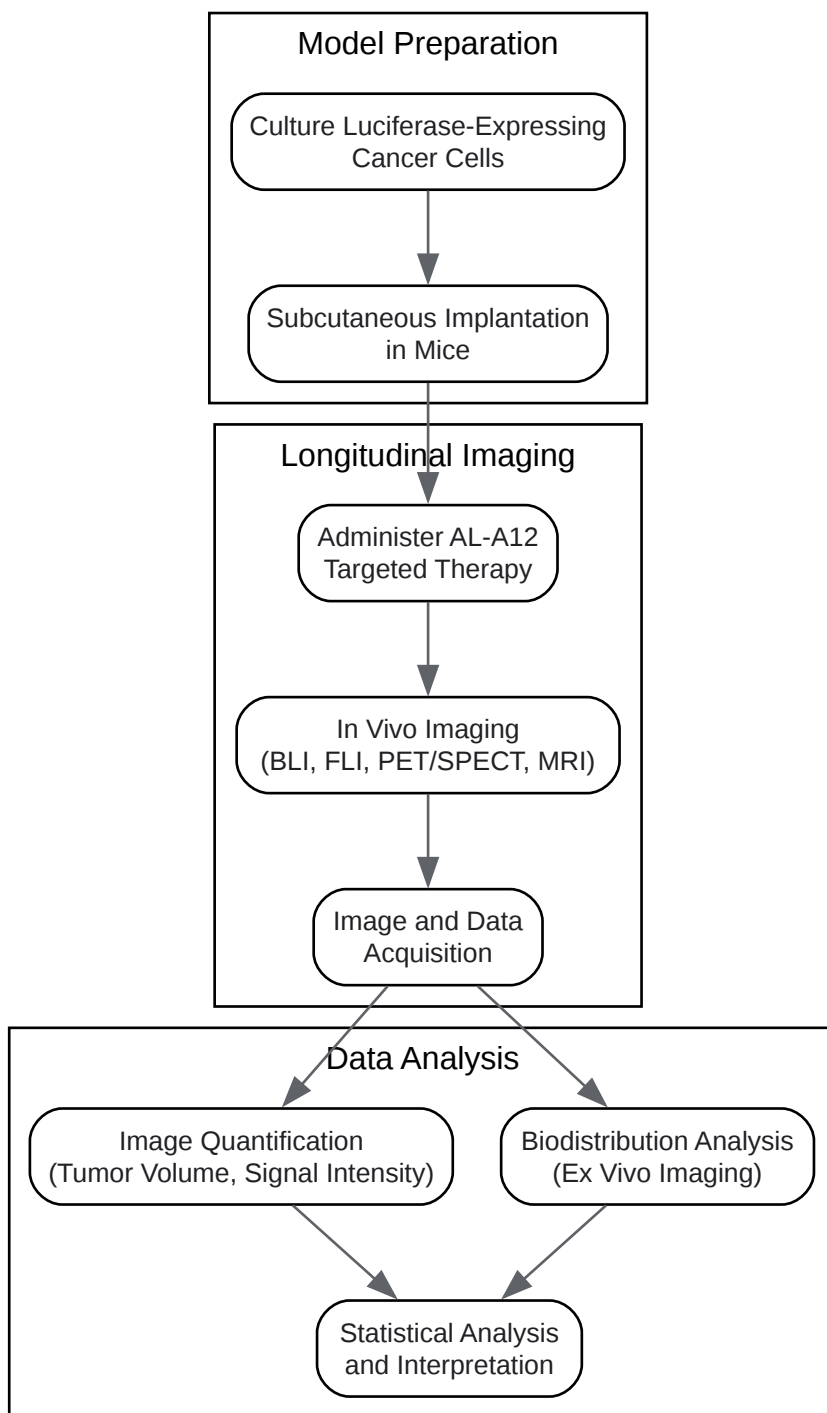 Model Preparation
Culture Luciferase-Expressing
Cancer Cells
Subcutaneous Implantation
in Mice
Longitudinal Imaging
Administer AL-A12
Targeted Therapy
In Vivo Imaging
(BLI, FLI, PET/SPECT, MRI)
Image and Data
Acquisition
Data Analysis
Image Quantification
(Tumor Volume, Signal Intensity)
Biodistribution Analysis
(Ex Vivo Imaging)
Statistical Analysis
and Interpretation